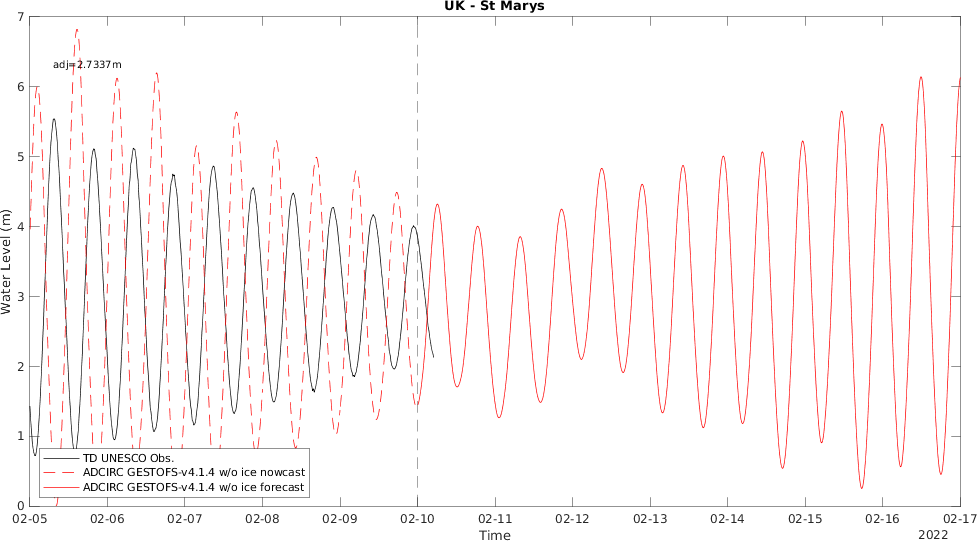 UK - St Marys
7
adj=2.7337m
6
5
4
Water Level (m)
3
2
1
TD UNESCO Obs.
ADCIRC GESTOFS-v4.1.4 w/o ice nowcast
ADCIRC GESTOFS-v4.1.4 w/o ice forecast
0
02-05 02-06 02-07 02-08 02-09 02-10 02-11 02-12 02-13 02-14 02-15 02-16 02-17
Time
2022